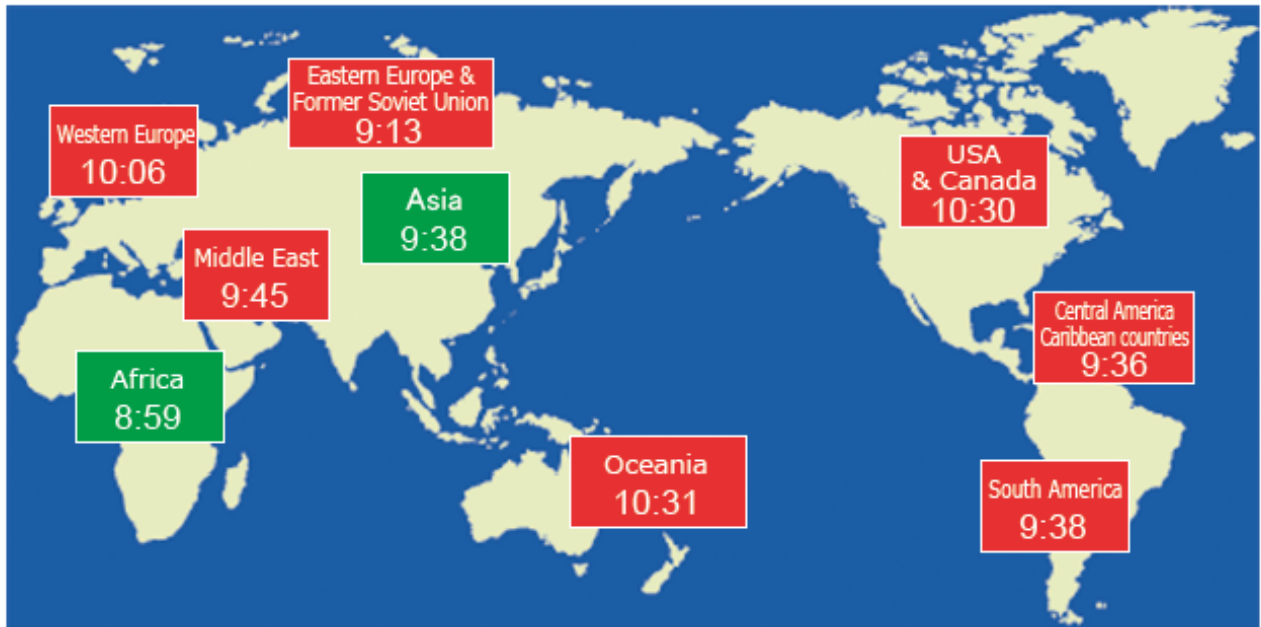 Eastern Europe &
Former Soviet Union
9:13
Western Europe
10:06
USA
& Canada
10:30
Asia
9:38
Middle East
9:45
Central America
Caribbean countries
9:36
Africa
8:59
Oceania
10:31
South America
9:38